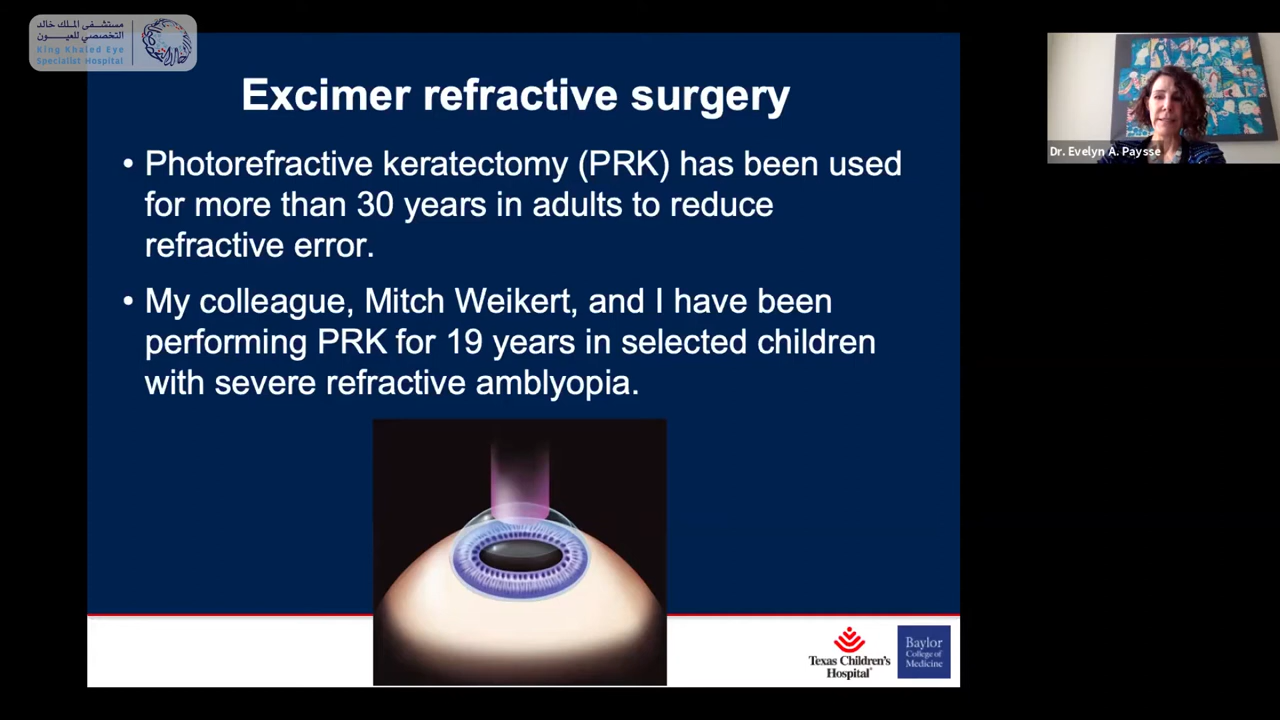 مستشفى الملك خالد
التخصصي للعيون
King Khaled Eye
Specialist Hospital
Excimer refractive surgery
• Photorefractive keratectomy (PRK) has been used
for more than 30 years in adults to reduce
refractive error.
• My colleague, Mitch Weikert, and I have been
performing PRK for 19 years in selected children
with severe refractive amblyopia.
Dr. Evelyn A. Paysse
Texas Children's
Hospital
Baylor
College of
Medicine